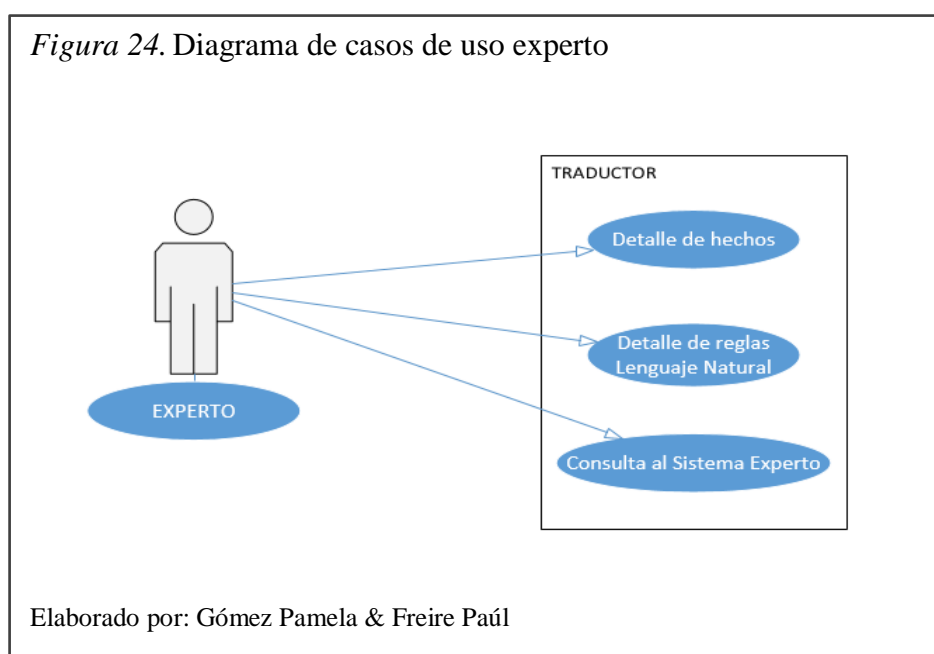 Figura 24. Diagrama de casos de uso experto
TRADUCTOR
Detalle de hechos
Detalle de reglas
Lenguaje Natural
EXPERTO
Consulta al Sistema Experto
Elaborado por: Gómez Pamela & Freire Paúl